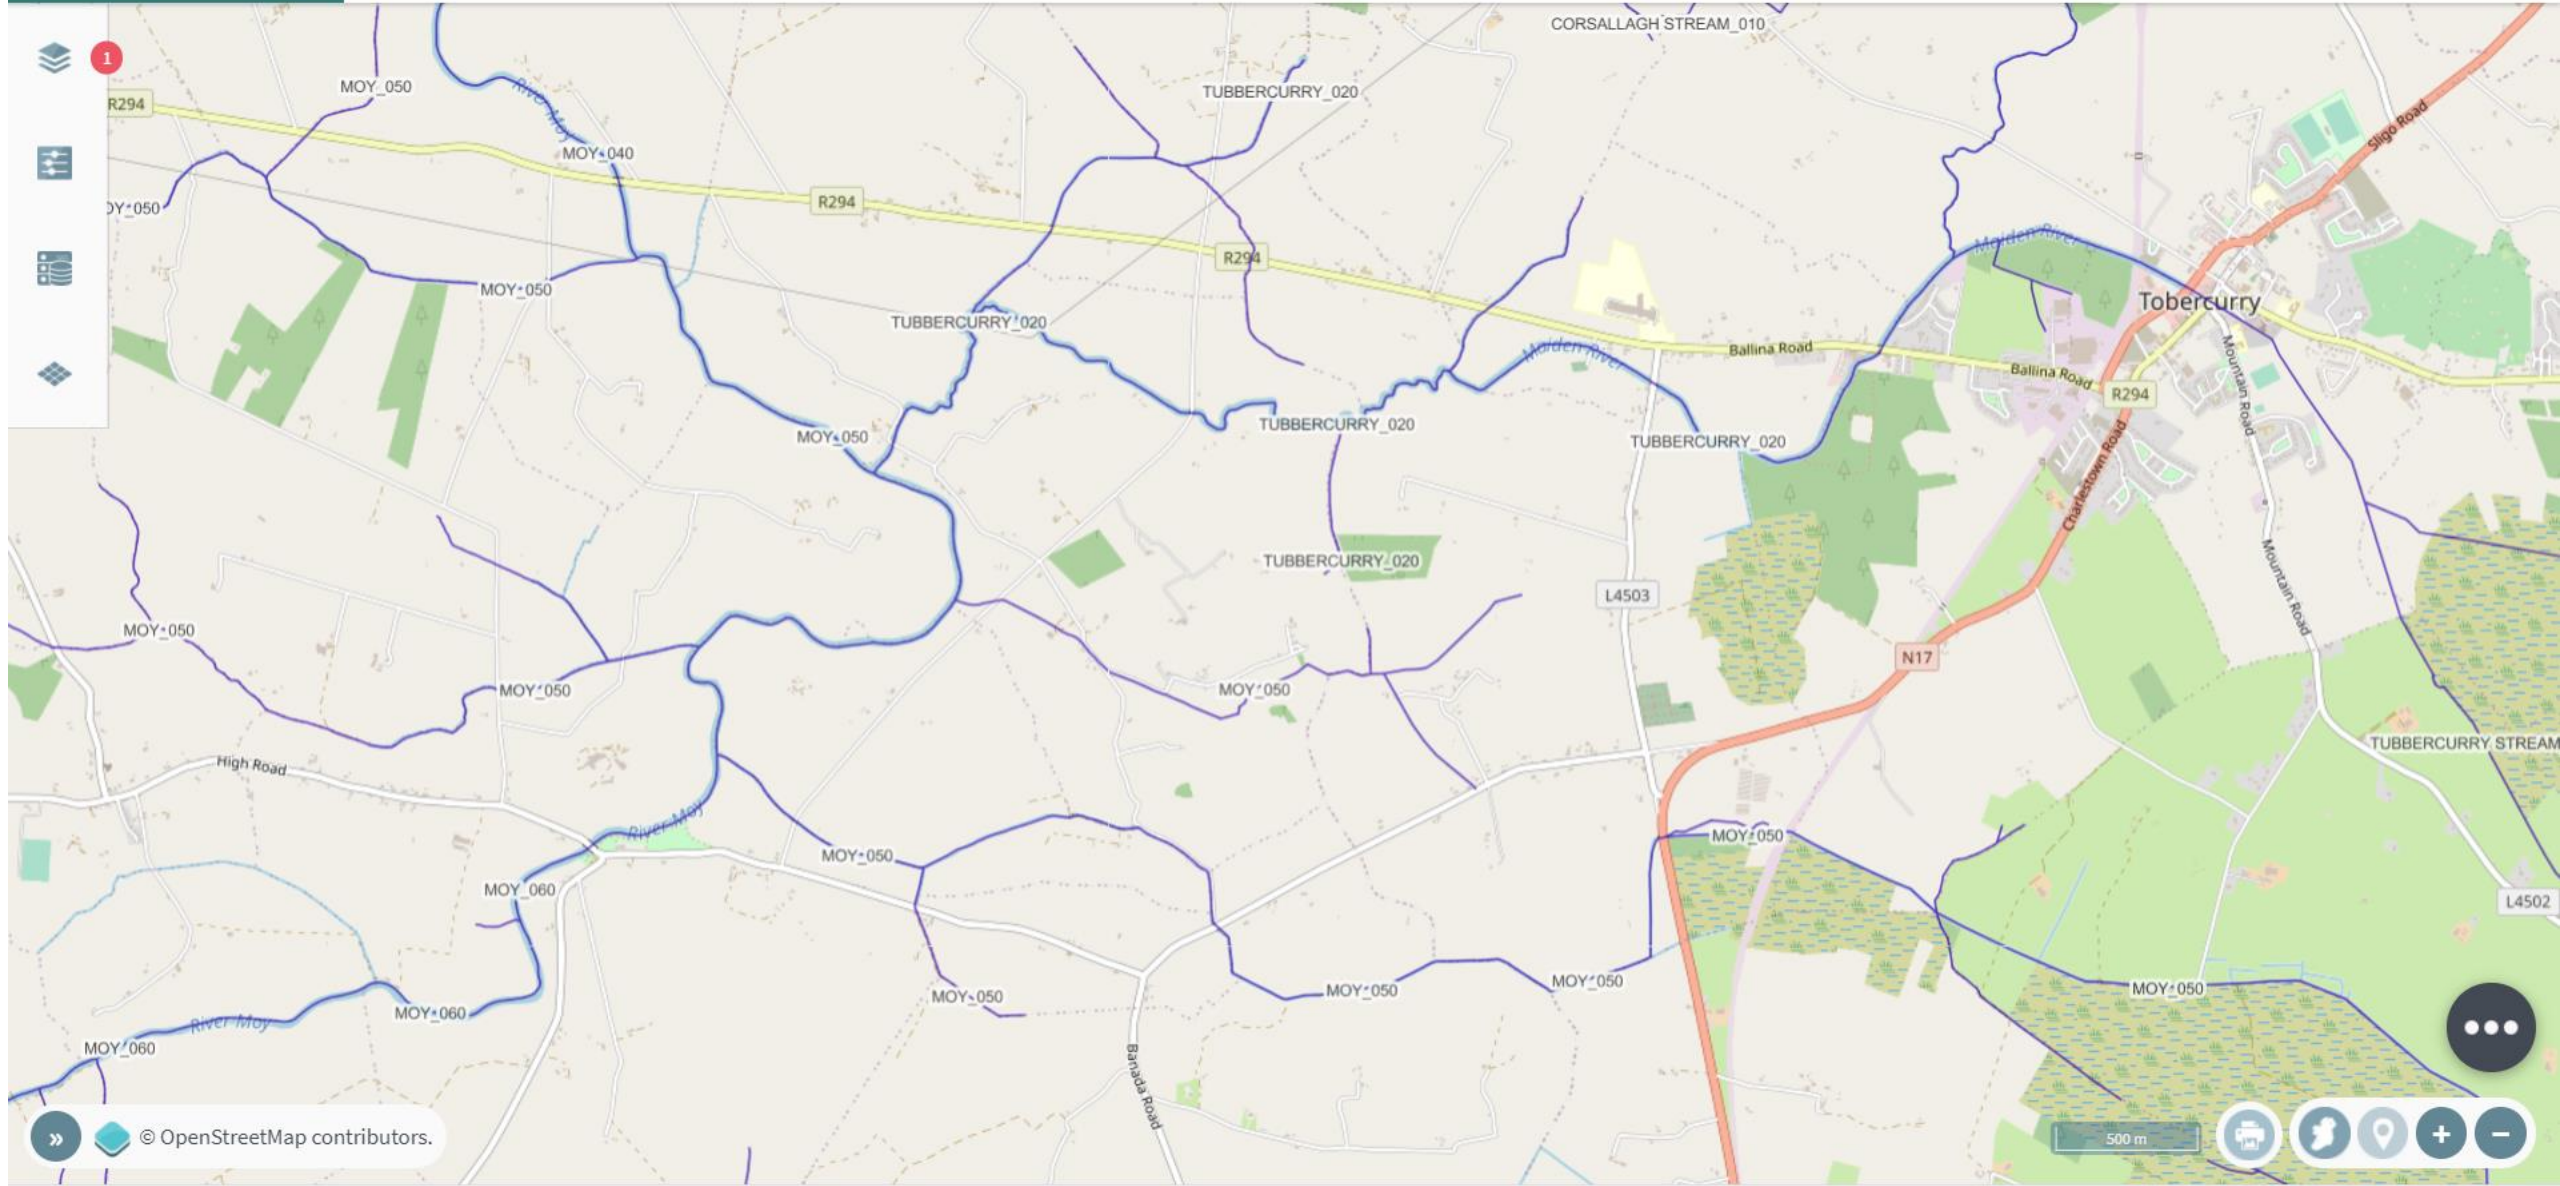 CORSALLAGH STREAM_010
1
MOY_050
River Moy
TUBBERCURRY_020
R294
Sligo Road
MOY_040
R294
MOY_050
Maiden River
R294
MOY_050
Tobercurry
TUBBERCURRY_020
Maiden River
Ballina Road
Ballina Road
Mountain Road
R294
MOY_050
TUBBERCURRY_020
TUBBERCURRY_020
Charlestown Road
TUBBERCURRY_020
Mountain Road
L4503
MOY_050
N17
MOY_050
MOY_050
TUBBERCURRY STREAM
High Road
River Moy
MOY_050
MOY_050
MOY_060
L4502
MOY_050
MOY_050
MOY_050
MOY_050
MOY_060
River Moy
MOY_060
Banada Road
© OpenStreetMap contributors.
500 m